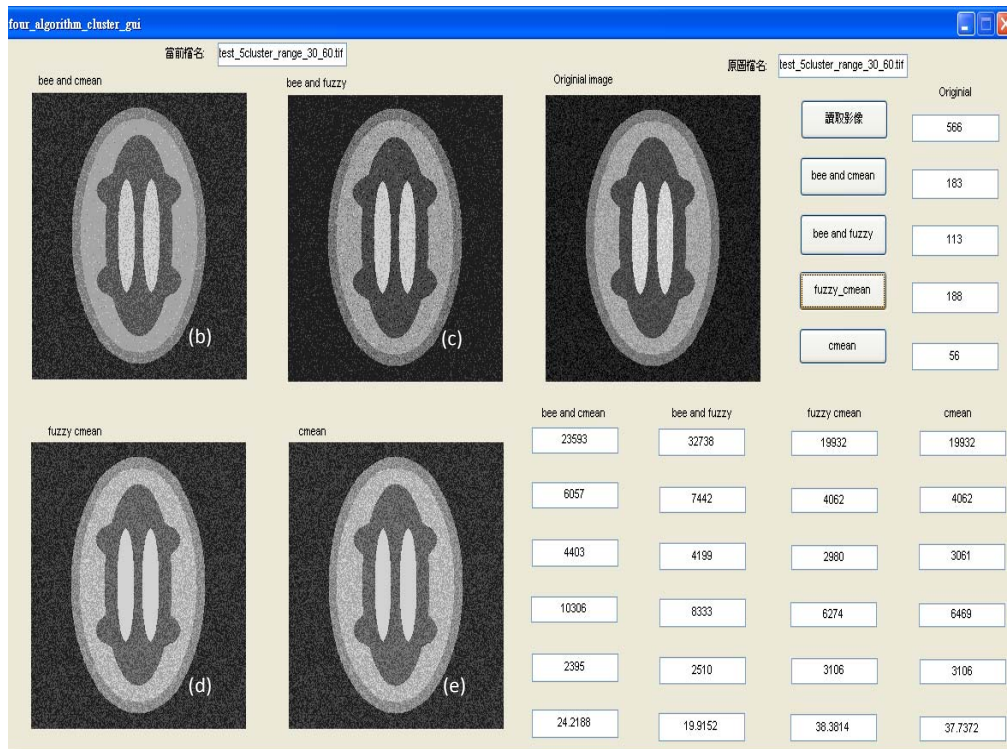 four_algorithm_cluster_gui
當前檔名: test_5cluster_range_30_60.tif
原圖檔名: test_5cluster_range_30_60.tif
bee and cmean
bee and fuzzy
Originial image
Originial
讀取影像
566
bee and cmean
183
bee and fuzzy
113
fuzzy_cmean
188
cmean
56
(b)
(c)
fuzzy cmean
cmean
(d)
(e)
bee and cmean bee and fuzzy fuzzy cmean cmean
23593 32738 19932 19932
6057 7442 4062 4062
4403 4199 2980 3061
10306 8333 6274 6469
2395 2510 3106 3106
24.2188 19.9152 38.3814 37.7372